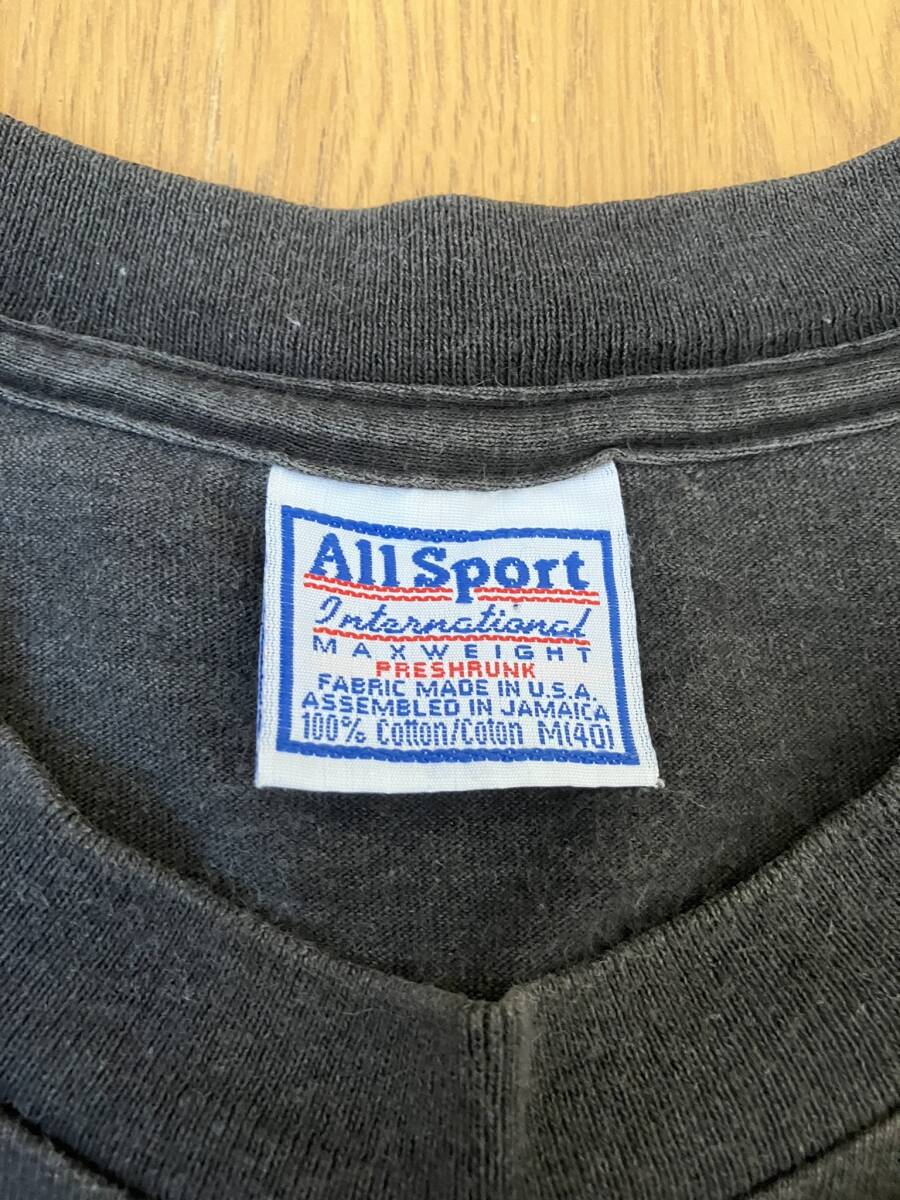 All Sport
International
MAXWEIGHT
PRESHRUNK
FABRIC MADE IN U.S.A.
ASSEMBLED IN JAMAICA
100% Cotton/Coton M(40)